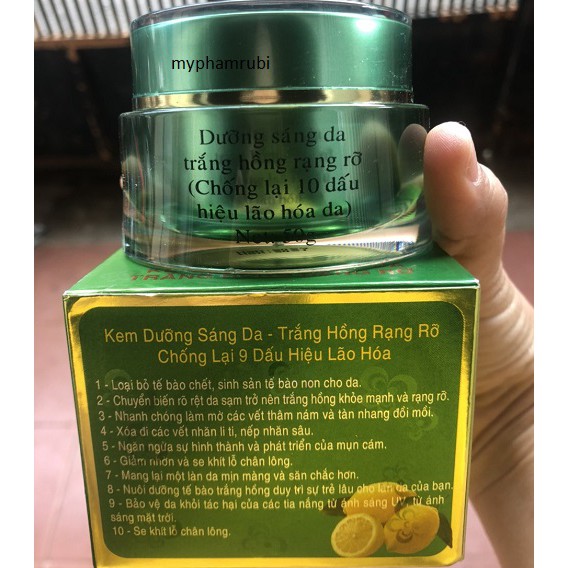 myphamrubi
Dưỡng sáng da
trắng hồng rạng rỡ
(Chống lại 10 dấu
hiệu lão hóa da)
Net: 50g
Kem Dưỡng Sáng Da - Trắng Hồng Rạng Rỡ
Chống Lại 9 Dấu Hiệu Lão Hóa
1 - Loại bỏ tế bào chết, sinh sản tế bào non cho da.
2 - Chuyển biến rõ rệt da sạm trở nên trắng hồng khỏe mạnh và rạng rỡ.
3 - Nhanh chóng làm mờ các vết thâm nám và tàn nhang đồi mồi.
4 - Xóa đi các vết nhăn li ti, nếp nhăn sâu.
5 - Ngăn ngừa sự hình thành và phát triển của mụn cám.
6 - Giảm nhờn và se khít lỗ chân lông.
7 - Mang lại một làn da mịn màng và săn chắc hơn.
8 - Nuôi dưỡng tế bào trắng hồng duy trì sự trẻ lâu cho làn da của bạn.
9 - Bảo vệ da khỏi tác hại của các tia nắng từ ánh sáng UV, từ ánh
sáng mặt trời.
10 - Se khít lỗ chân lông.